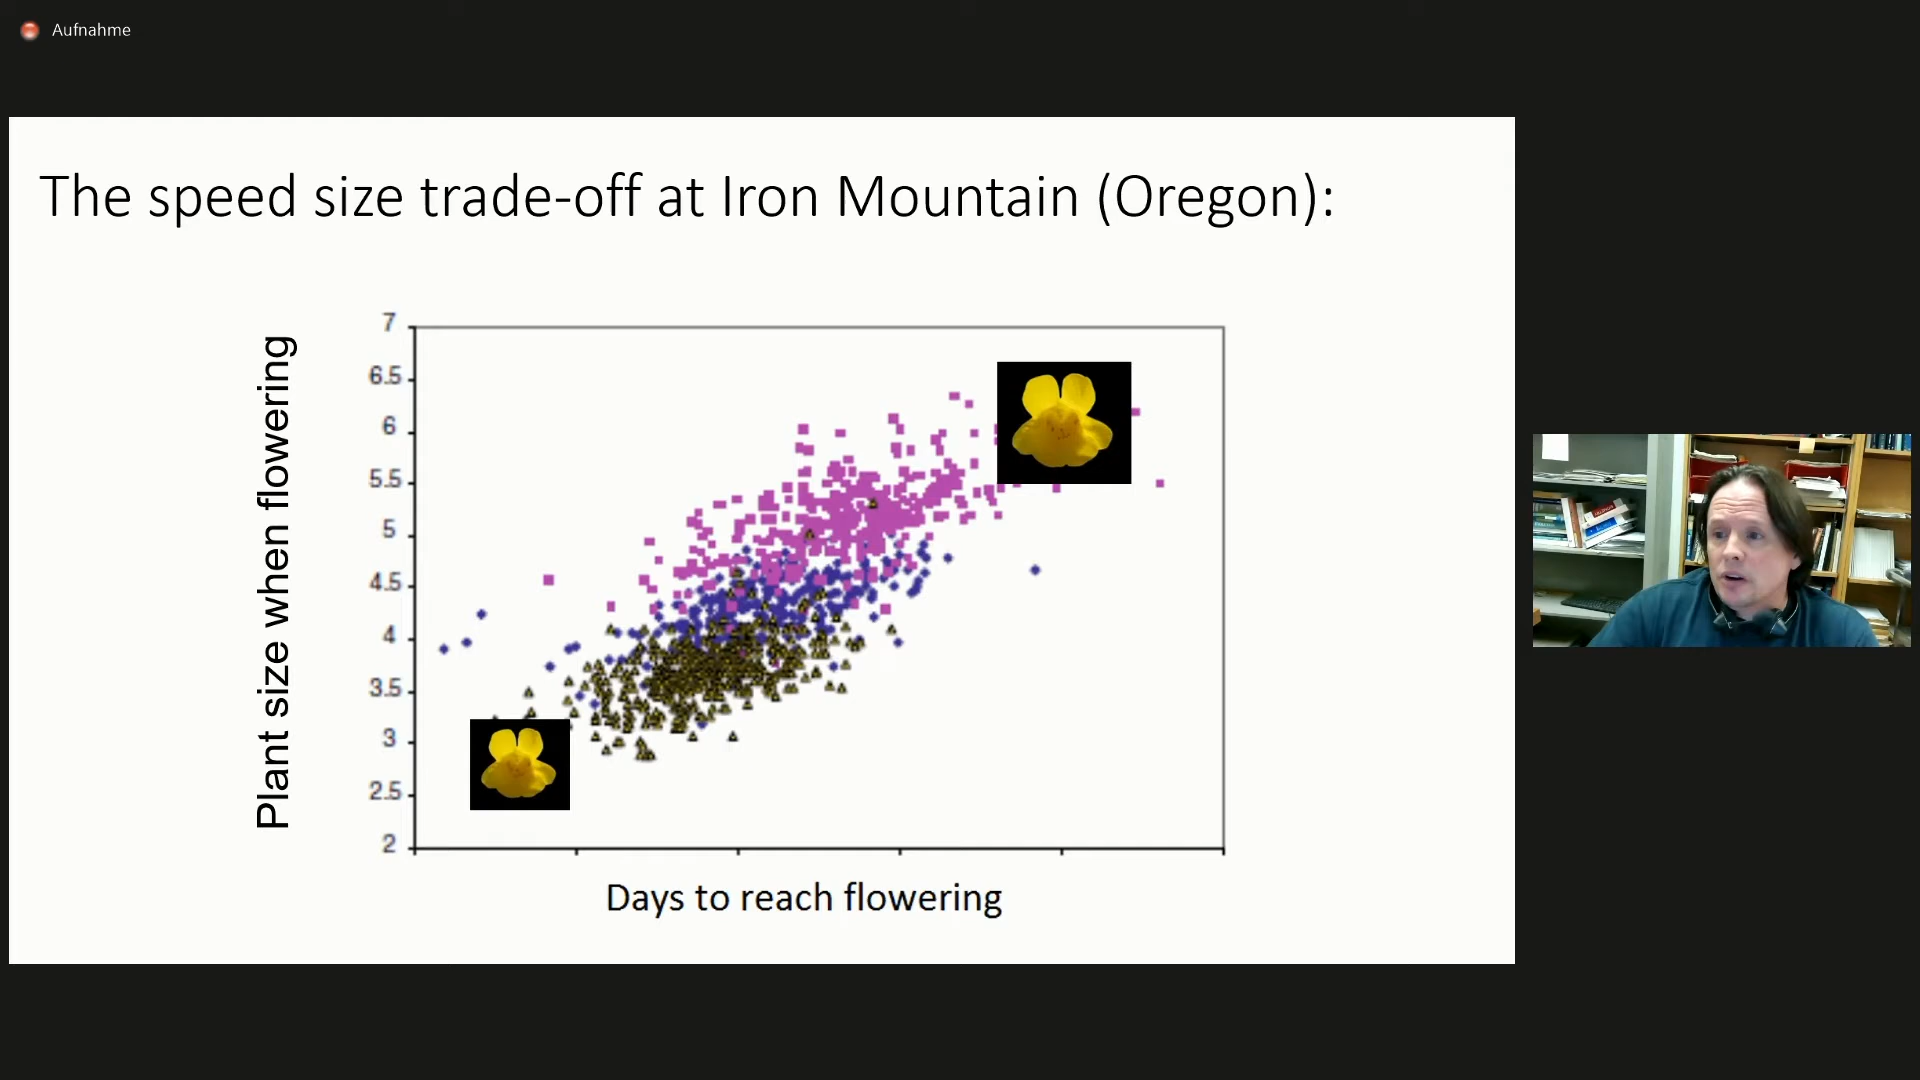 Aufnahme
The speed size trade-off at Iron Mountain (Oregon):
Plant size when flowering
7
6.5
6
5.5
5
4.5
4
3.5
3
2.5
2
Days to reach flowering